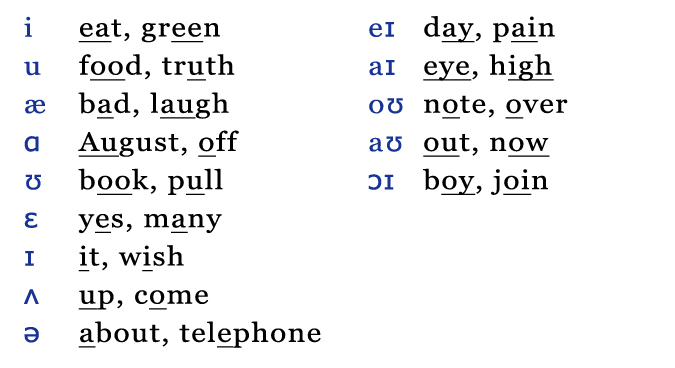 i eat, green
u food, truth
æ bad, laugh
ɑ August, off
ʊ book, pull
ɛ yes, many
ɪ it, wish
ʌ up, come
ə about, telephone
eɪ day, pain
aɪ eye, high
oʊ note, over
aʊ out, now
ɔɪ boy, join